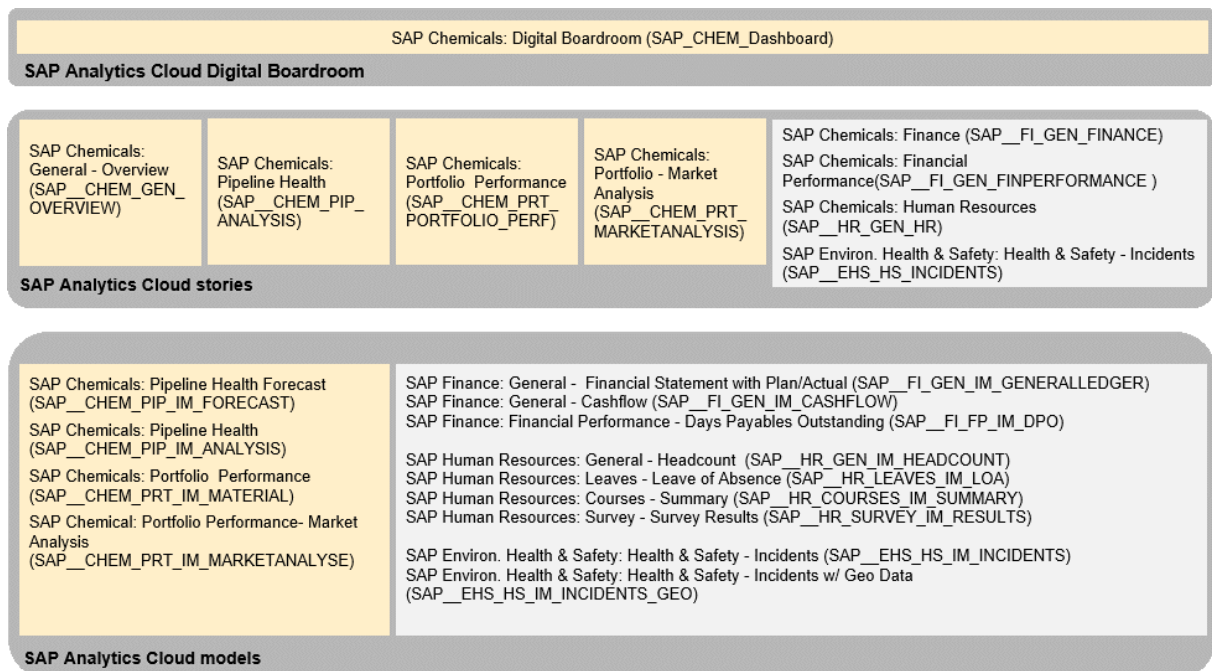 SAP Chemicals: Digital Boardroom (SAP_CHEM_Dashboard)
SAP Analytics Cloud Digital Boardroom
SAP Chemicals:
General - Overview
(SAP__CHEM_GEN_
OVERVIEW)
SAP Chemicals:
Pipeline Health
(SAP__CHEM_PIP_
ANALYSIS)
SAP Chemicals:
Portfolio Performance
(SAP__CHEM_PRT_
PORTFOLIO_PERF)
SAP Chemicals:
Portfolio - Market
Analysis
(SAP__CHEM_PRT_
MARKETANALYSIS)
SAP Chemicals: Finance (SAP__FI_GEN_FINANCE)
SAP Chemicals: Financial
Performance(SAP__FI_GEN_FINPERFORMANCE )
SAP Chemicals: Human Resources
(SAP__HR_GEN_HR)
SAP Environ. Health & Safety: Health & Safety - Incidents
(SAP__EHS_HS_INCIDENTS)
SAP Analytics Cloud stories
SAP Chemicals: Pipeline Health Forecast
(SAP__CHEM_PIP_IM_FORECAST)
SAP Chemicals: Pipeline Health
(SAP__CHEM_PIP_IM_ANALYSIS)
SAP Chemicals: Portfolio Performance
(SAP__CHEM_PRT_IM_MATERIAL)
SAP Chemical: Portfolio Performance- Market
Analysis
(SAP__CHEM_PRT_IM_MARKETANALYSE)
SAP Finance: General - Financial Statement with Plan/Actual (SAP__FI_GEN_IM_GENERALLEDGER)
SAP Finance: General - Cashflow (SAP__FI_GEN_IM_CASHFLOW)
SAP Finance: Financial Performance - Days Payables Outstanding (SAP__FI_FP_IM_DPO)
SAP Human Resources: General - Headcount (SAP__HR_GEN_IM_HEADCOUNT)
SAP Human Resources: Leaves - Leave of Absence (SAP__HR_LEAVES_IM_LOA)
SAP Human Resources: Courses - Summary (SAP__HR_COURSES_IM_SUMMARY)
SAP Human Resources: Survey - Survey Results (SAP__HR_SURVEY_IM_RESULTS)
SAP Environ. Health & Safety: Health & Safety - Incidents (SAP__EHS_HS_IM_INCIDENTS)
SAP Environ. Health & Safety: Health & Safety - Incidents w/ Geo Data
(SAP__EHS_HS_IM_INCIDENTS_GEO)
SAP Analytics Cloud models